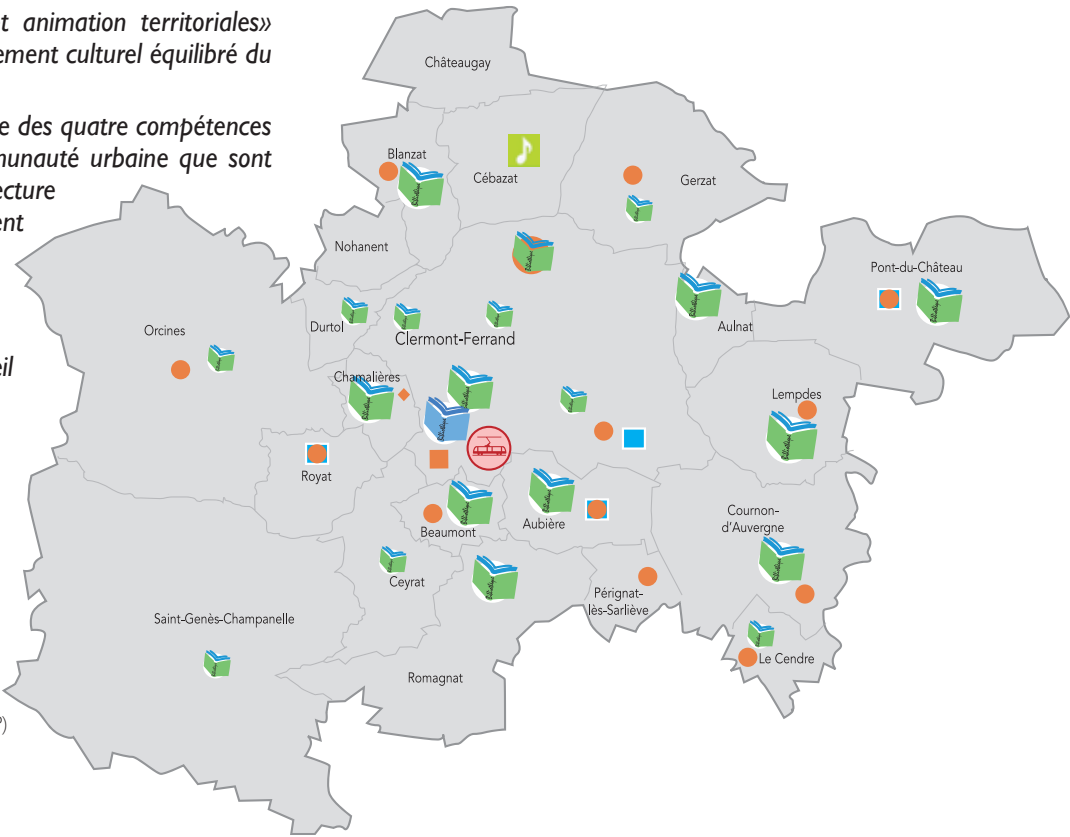 t animation territoriales»
ement culturel équilibré du
e des quatre compétences
munauté urbaine que sont
ecture
ent
eil
?)
Châteaugay
Blanzat
Cébazat
Gerzat
Nohanent
Pont-du-Château
Durtol
Aulnat
Orcines
Clermont-Ferrand
Chamalières
Lempdes
Royat
Beaumont
Aubière
Cournon-
d'Auvergne
Ceyrat
Pérignat-
lès-Sarliève
Saint-Genès-Champanelle
Le Cendre
Romagnat